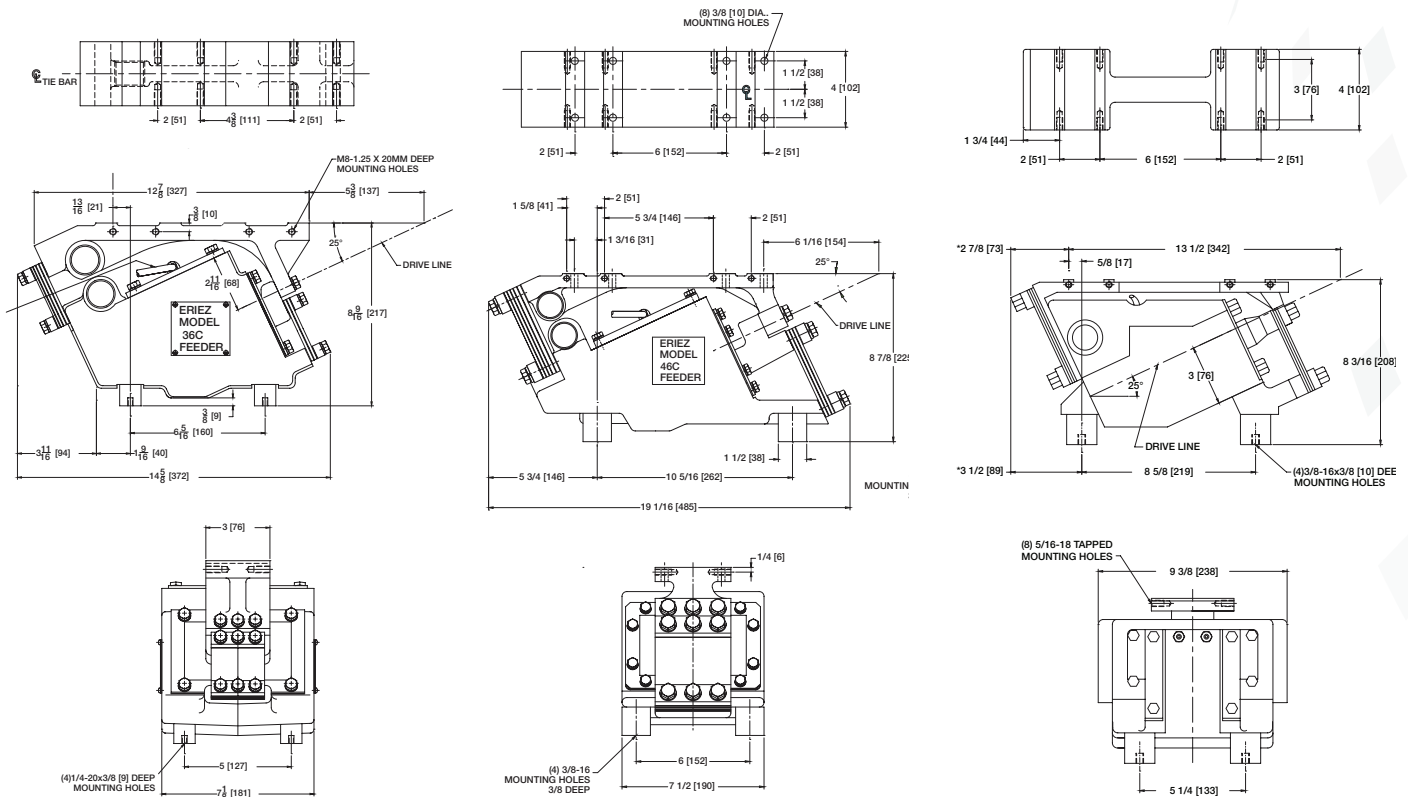 ℄ TIE BAR
2 [51]
4 3/8 [111]
2 [51]
M8-1.25 X 20MM DEEP
MOUNTING HOLES
12 7/8 [327]
5 3/8 [137]
13/16 [21]
3/8 [10]
25°
DRIVE LINE
2 11/16 [68]
8 9/16 [217]
ERIEZ
MODEL
36C
FEEDER
3/8 [9]
6 5/16 [160]
3 11/16 [94]
1 9/16 [40]
14 5/8 [372]
3 [76]
5 [127]
(4)1/4-20x3/8 [9] DEEP
MOUNTING HOLES
7 1/8 [181]
(8) 3/8 [10] DIA..
MOUNTING HOLES
1 1/2 [38]
4 [102]
℄
1 1/2 [38]
2 [51]
6 [152]
2 [51]
2 [51]
1 5/8 [41]
5 3/4 [146]
2 [51]
1 3/16 [31]
6 1/16 [154]
25°
DRIVE LINE
8 7/8 [225
ERIEZ
MODEL
46C
FEEDER
1 1/2 [38]
5 3/4 [146]
10 5/16 [262]
MOUNTIN
19 1/16 [485]
1/4 [6]
(4) 3/8-16
MOUNTING HOLES
3/8 DEEP
6 [152]
7 1/2 [190]
3 [76]
4 [102]
1 3/4 [44]
2 [51]
6 [152]
2 [51]
*2 7/8 [73]
13 1/2 [342]
5/8 [17]
8 3/16 [208]
3 [76]
25°
DRIVE LINE
*3 1/2 [89]
8 5/8 [219]
(4)3/8-16x3/8 [10] DEE
MOUNTING HOLES
(8) 5/16-18 TAPPED
MOUNTING HOLES
9 3/8 [238]
5 1/4 [133]